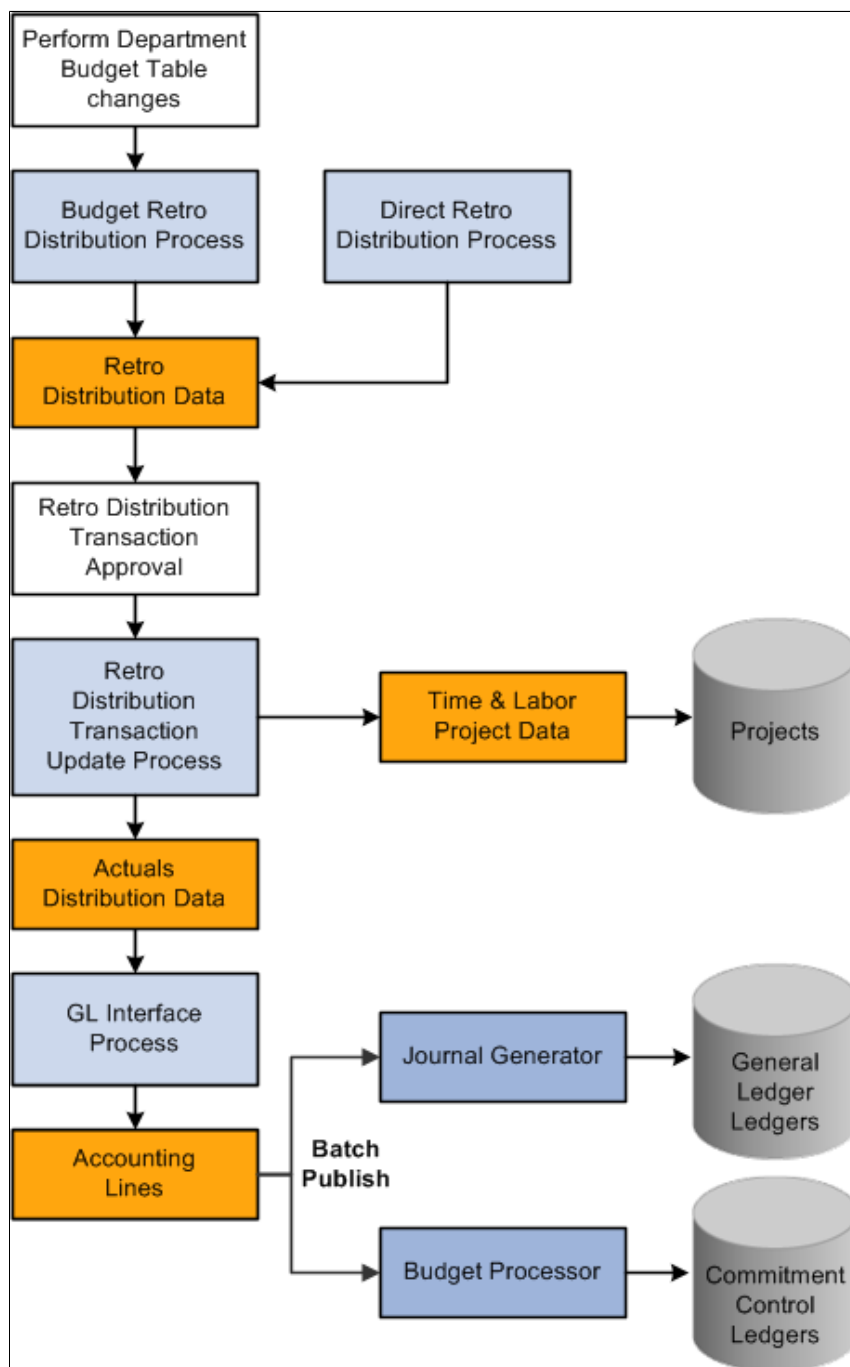 Perform Department
Budget Table
changes
Budget Retro
Distribution Process
Direct Retro
Distribution Process
Retro
Distribution Data
Retro Distribution
Transaction
Approval
Retro
Distribution
Transaction
Update Process
Time & Labor
Project Data
Projects
Actuals
Distribution Data
GL Interface
Process
Journal Generator
General
Ledger
Ledgers
Accounting
Lines
Batch
Publish
Budget Processor
Commitment
Control
Ledgers